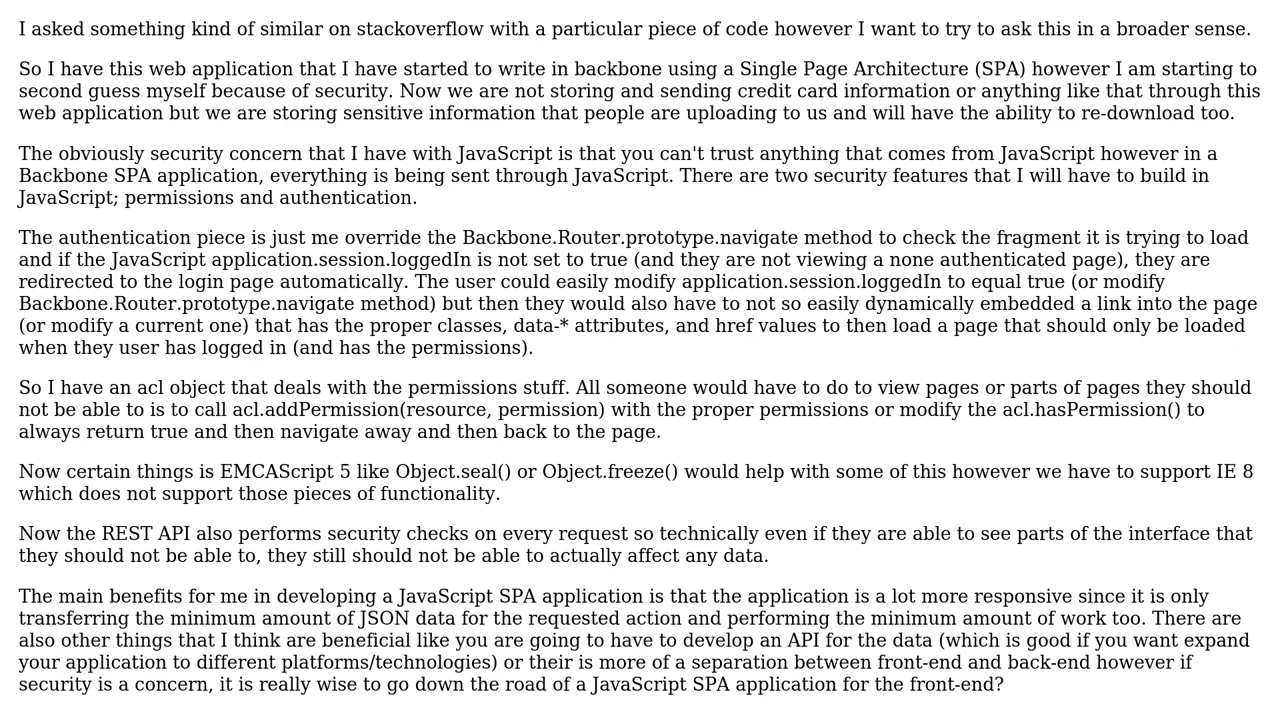 I asked something kind of similar on stackoverflow with a particular piece of code however I want to try to ask this in a broader sense.
So I have this web application that I have started to write in backbone using a Single Page Architecture (SPA) however I am starting to
second guess myself because of security. Now we are not storing and sending credit card information or anything like that through this
web application but we are storing sensitive information that people are uploading to us and will have the ability to re-download too.
The obviously security concern that I have with JavaScript is that you can't trust anything that comes from JavaScript however in a
Backbone SPA application, everything is being sent through JavaScript. There are two security features that I will have to build in
JavaScript; permissions and authentication.
The authentication piece is just me override the Backbone.Router.prototype.navigate method to check the fragment it is trying to load
and if the JavaScript application.session.loggedIn is not set to true (and they are not viewing a none authenticated page), they are
redirected to the login page automatically. The user could easily modify application.session.loggedIn to equal true (or modify
Backbone.Router.prototype.navigate method) but then they would also have to not so easily dynamically embedded a link into the page
(or modify a current one) that has the proper classes, data-* attributes, and href values to then load a page that should only be loaded
when they user has logged in (and has the permissions).
So I have an acl object that deals with the permissions stuff. All someone would have to do to view pages or parts of pages they should
not be able to is to call acl.addPermission(resource, permission) with the proper permissions or modify the acl.hasPermission() to
always return true and then navigate away and then back to the page.
Now certain things is EMCAScript 5 like Object.seal() or Object.freeze() would help with some of this however we have to support IE 8
which does not support those pieces of functionality.
Now the REST API also performs security checks on every request so technically even if they are able to see parts of the interface that
they should not be able to, they still should not be able to actually affect any data.
The main benefits for me in developing a JavaScript SPA application is that the application is a lot more responsive since it is only
transferring the minimum amount of JSON data for the requested action and performing the minimum amount of work too. There are
also other things that I think are beneficial like you are going to have to develop an API for the data (which is good if you want expand
your application to different platforms/technologies) or their is more of a separation between front-end and back-end however if
security is a concern, it is really wise to go down the road of a JavaScript SPA application for the front-end?